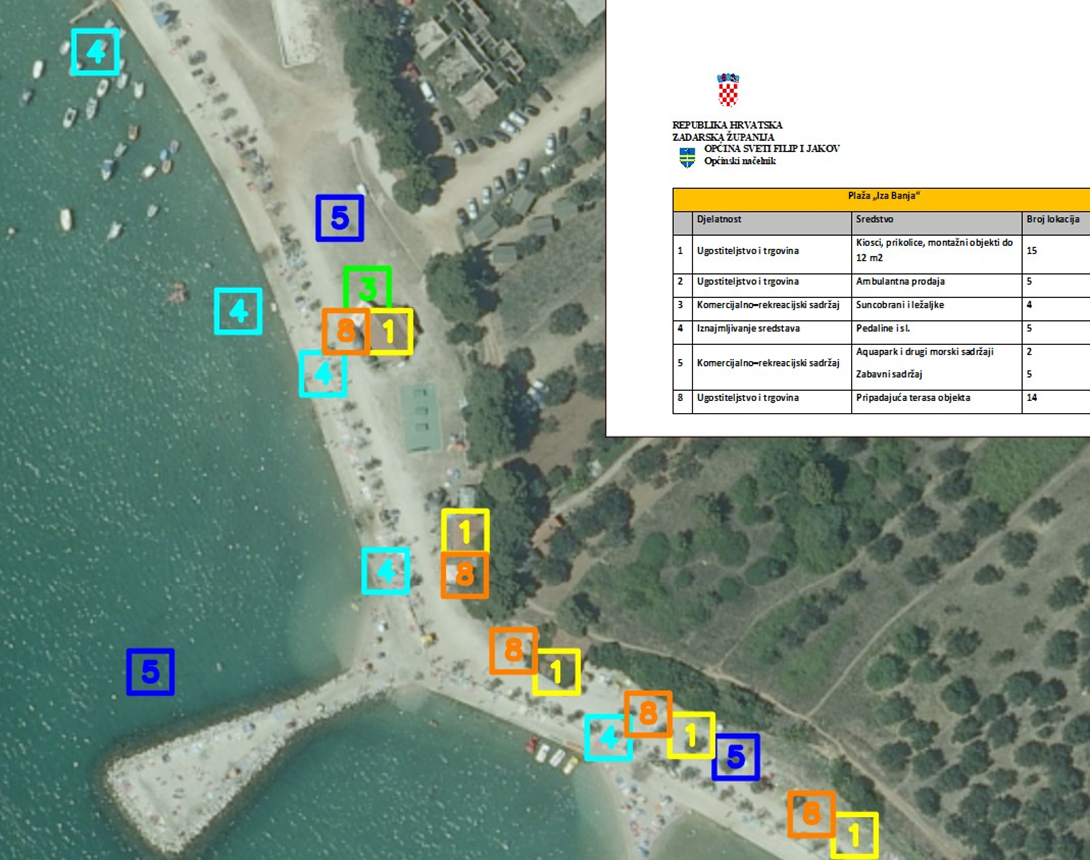 4
REPUBLIKA HRVATSKA
ZADARSKA ŽUPANIJA
OPĆINA SVETI FILIP I JAKOV
Općinski načelnik
Plaža „Iza Banja“
Djelatnost Sredstvo Broj lokacija
1 Ugostiteljstvo i trgovina Kiosci, prikolice, montažni objekti do
12 m2 15
2 Ugostiteljstvo i trgovina Ambulantna prodaja 5
3 Komercijalno–rekreacijski sadržaj Suncobrani i ležaljke 4
4 Iznajmljivanje sredstava Pedaline i sl. 5
5 Komercijalno–rekreacijski sadržaj Aquapark i drugi morski sadržaji 2
Zabavni sadržaj 5
8 Ugostiteljstvo i trgovina Pripadajuća terasa objekta 14
5
3
4
8 1
4
1
4 8
8
5 1
8
4 1
5
8
1